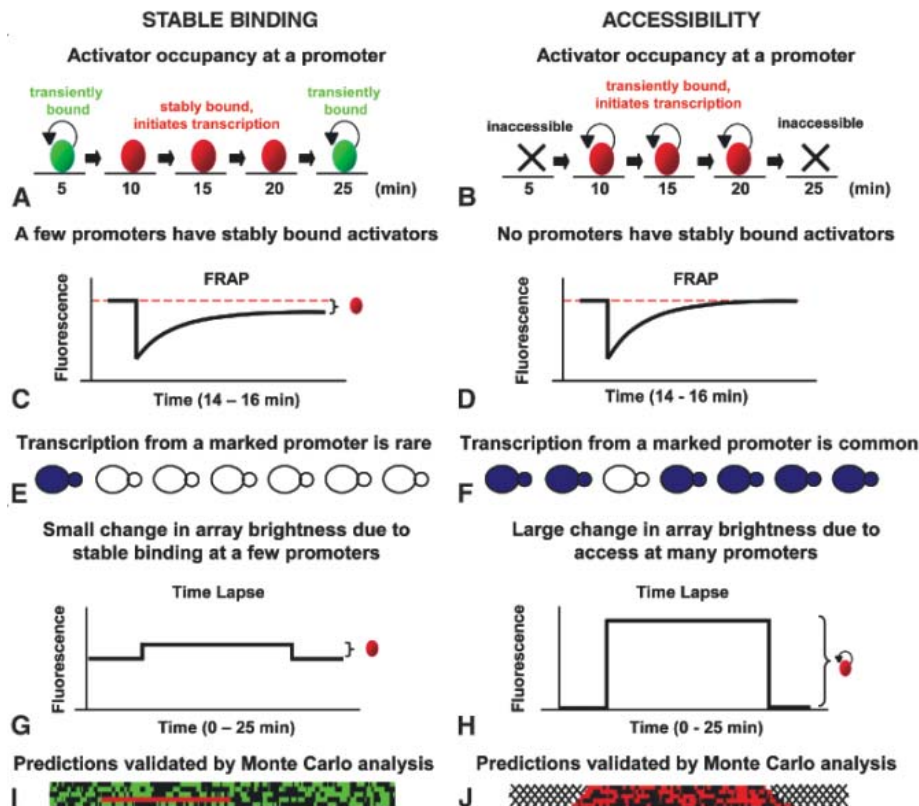 STABLE BINDING
Activator occupancy at a promoter
transiently
bound
stably bound,
initiates transcription
transiently
bound
5 10 15 20 25 (min)
A
A few promoters have stably bound activators
FRAP
Fluorescence
Time (14 – 16 min)
C
Transcription from a marked promoter is rare
E
Small change in array brightness due to
stable binding at a few promoters
Time Lapse
Fluorescence
Time (0 – 25 min)
G
Predictions validated by Monte Carlo analysis
I
ACCESSIBILITY
Activator occupancy at a promoter
transiently bound,
initiates transcription
inaccessible
inaccessible
5 10 15 20 25 (min)
B
No promoters have stably bound activators
FRAP
Fluorescence
Time (14 - 16 min)
D
Transcription from a marked promoter is common
F
Large change in array brightness due to
access at many promoters
Time Lapse
Fluorescence
Time (0 - 25 min)
H
Predictions validated by Monte Carlo analysis
J